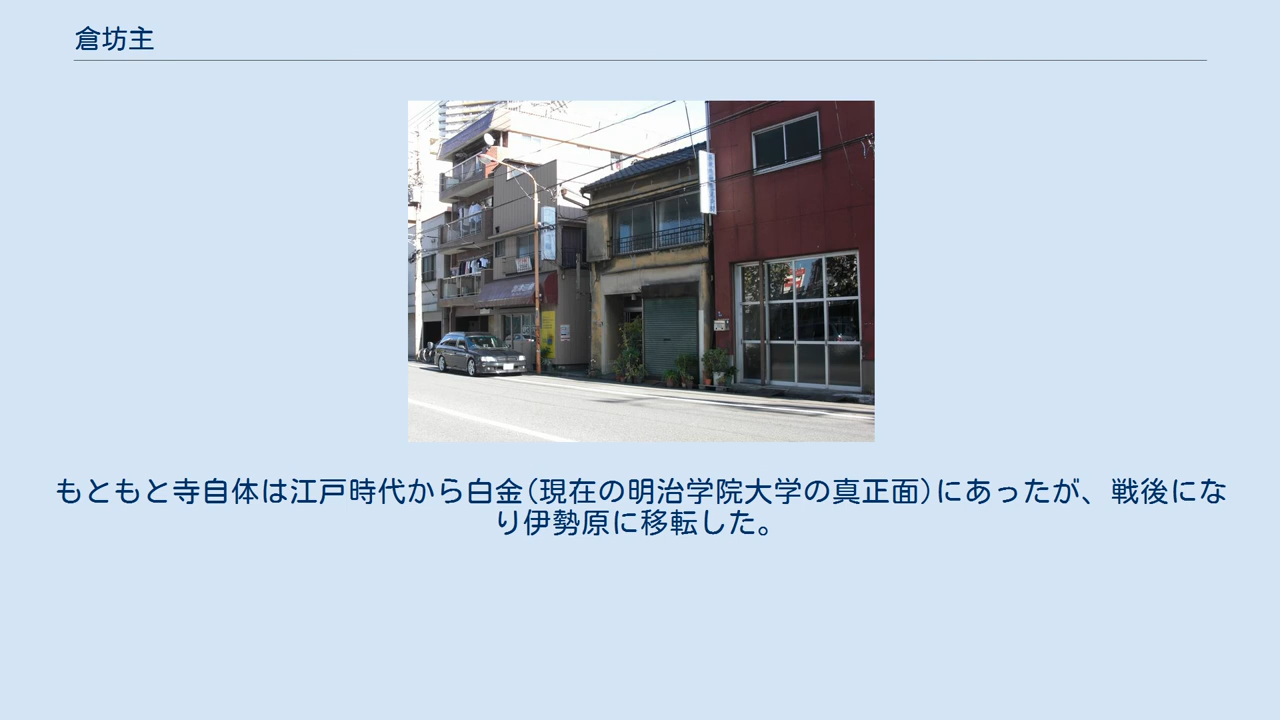 倉坊主
もともと寺自体は江戸時代から白金(現在の明治学院大学の真正面)にあったが、戦後にな
り伊勢原に移転した。